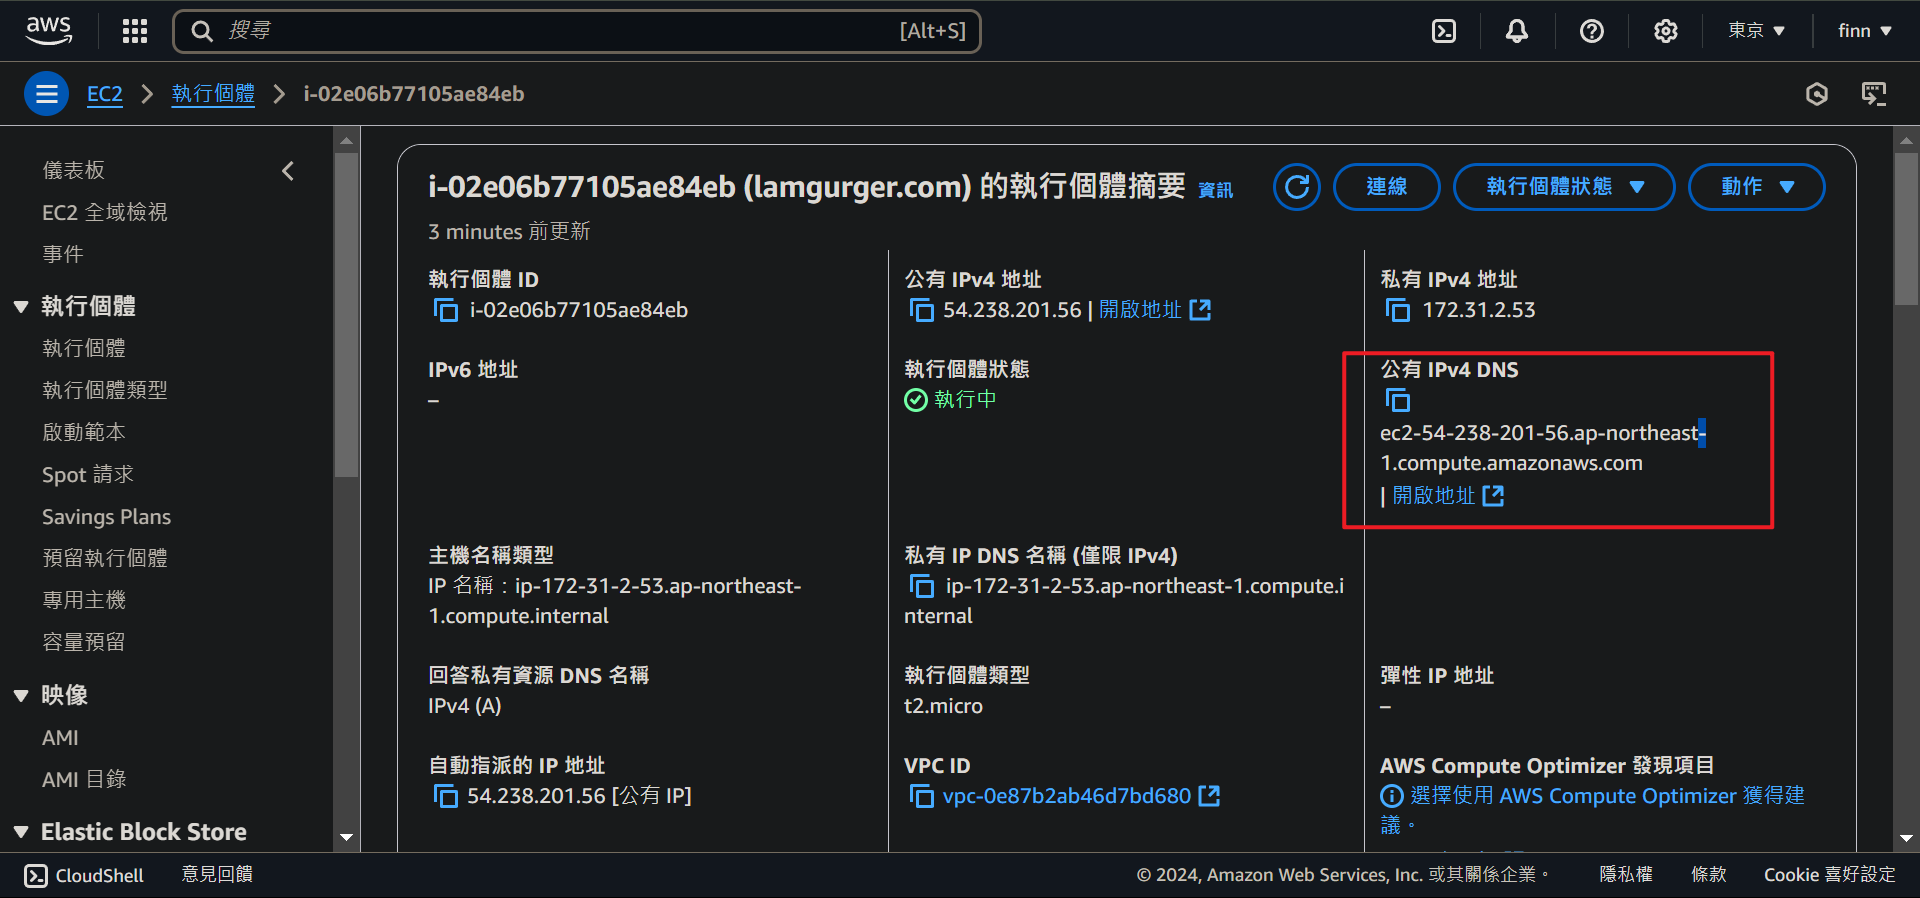 aws
搜尋
[Alt+S]
東京
finn
EC2
執行個體
i-02e06b77105ae84eb
儀表板
EC2 全域檢視
事件
執行個體
執行個體
執行個體類型
啟動範本
Spot 請求
Savings Plans
預留執行個體
專用主機
容量預留
映像
AMI
AMI 目錄
Elastic Block Store
i-02e06b77105ae84eb (lamgurger.com) 的執行個體摘要 資訊
連線
執行個體狀態
動作
3 minutes 前更新
執行個體 ID
i-02e06b77105ae84eb
公有 IPv4 地址
54.238.201.56 | 開啟地址
私有 IPv4 地址
172.31.2.53
IPv6 地址
–
執行個體狀態
執行中
公有 IPv4 DNS
ec2-54-238-201-56.ap-northeast-
1.compute.amazonaws.com
| 開啟地址
主機名稱類型
IP 名稱：ip-172-31-2-53.ap-northeast-
1.compute.internal
私有 IP DNS 名稱 (僅限 IPv4)
ip-172-31-2-53.ap-northeast-1.compute.i
nternal
回答私有資源 DNS 名稱
IPv4 (A)
執行個體類型
t2.micro
彈性 IP 地址
–
自動指派的 IP 地址
54.238.201.56 [公有 IP]
VPC ID
vpc-0e87b2ab46d7bd680
AWS Compute Optimizer 發現項目
選擇使用 AWS Compute Optimizer 獲得建
議。
CloudShell
意見回饋
© 2024, Amazon Web Services, Inc. 或其關係企業。
隱私權
條款
Cookie 喜好設定